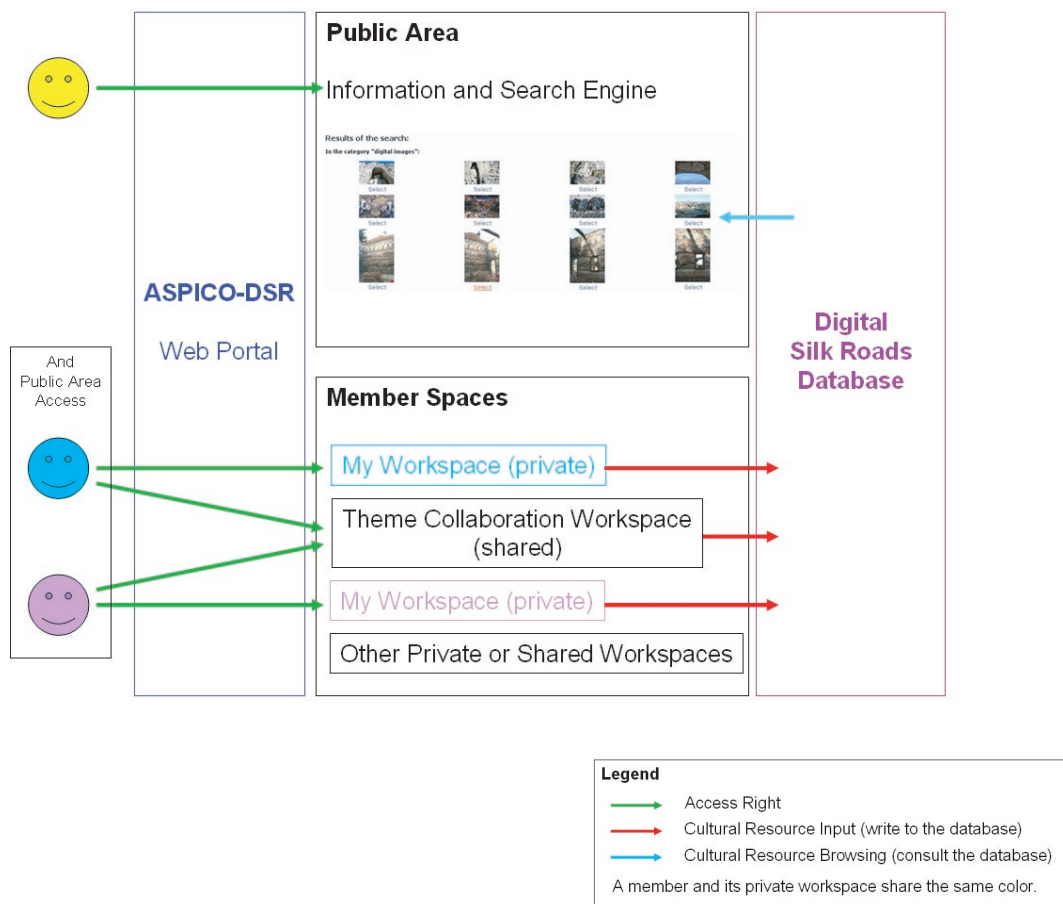 Public Area
Information and Search Engine
Results of the search:
In the category "digital images":
Select Select Select Select
Select Select Select Select
Select Select Select Select
ASPICO-DSR
Web Portal
Digital
Silk Roads
Database
And
Public Area
Access
Member Spaces
My Workspace (private)
Theme Collaboration Workspace
(shared)
My Workspace (private)
Other Private or Shared Workspaces
Legend
Access Right
Cultural Resource Input (write to the database)
Cultural Resource Browsing (consult the database)
A member and its private workspace share the same color.